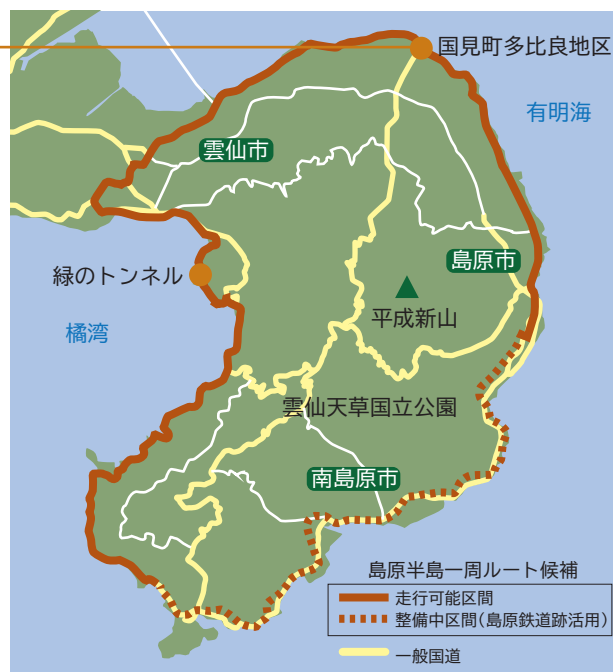 国見町多比良地区
有明海
雲仙市
島原市
緑のトンネル
平成新山
橘湾
雲仙天草国立公園
南島原市
島原半島一周ルート候補
走行可能区間
整備中区間(島原鉄道跡活用)
一般国道